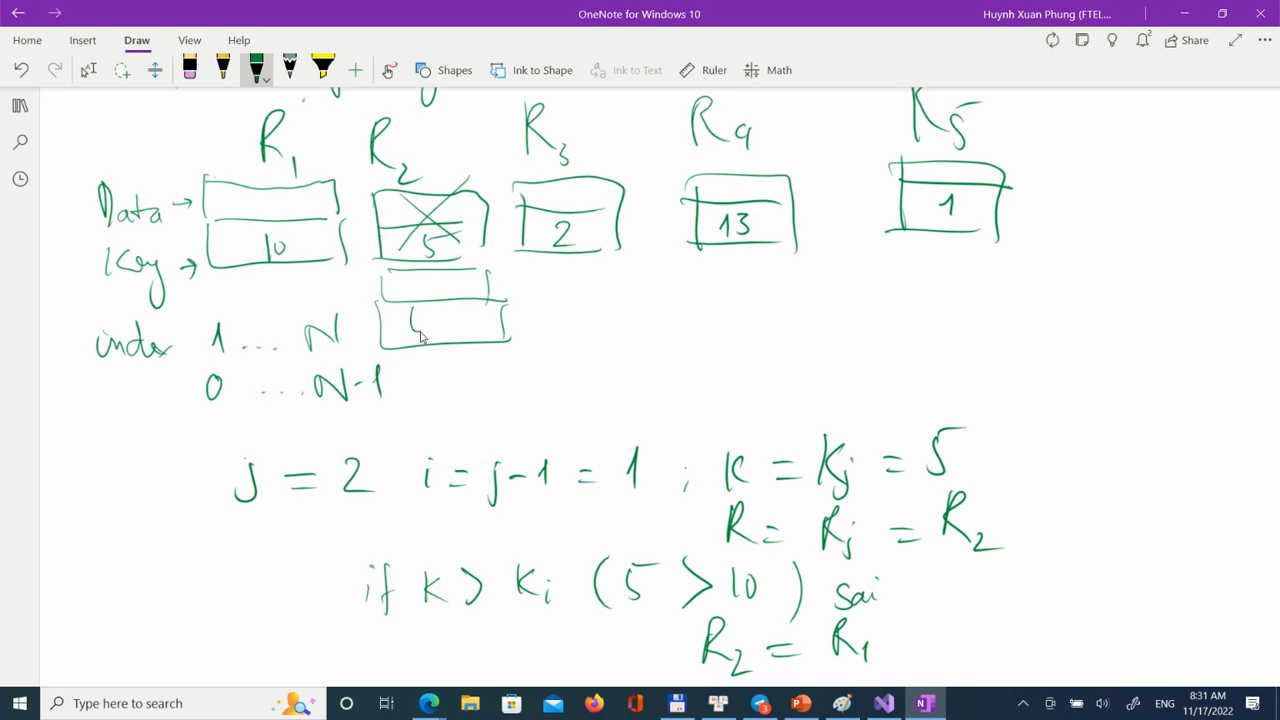 OneNote for Windows 10
Huynh Xuan Phung (FTEL...
Home Insert Draw View Help
Share
Shapes
Ink to Shape
Ink to Text
Ruler
Math
R1 R2 R3 R4 R5
Data →
Key → 10 5 2 13 1
index 1 ... N
0 ... N-1
j = 2 i = j-1 = 1 ; K = Kj = 5
R = Rj = R2
if K > Ki (5 > 10) sai
R2 = R1
Type here to search
ENG
8:31 AM
11/17/2022